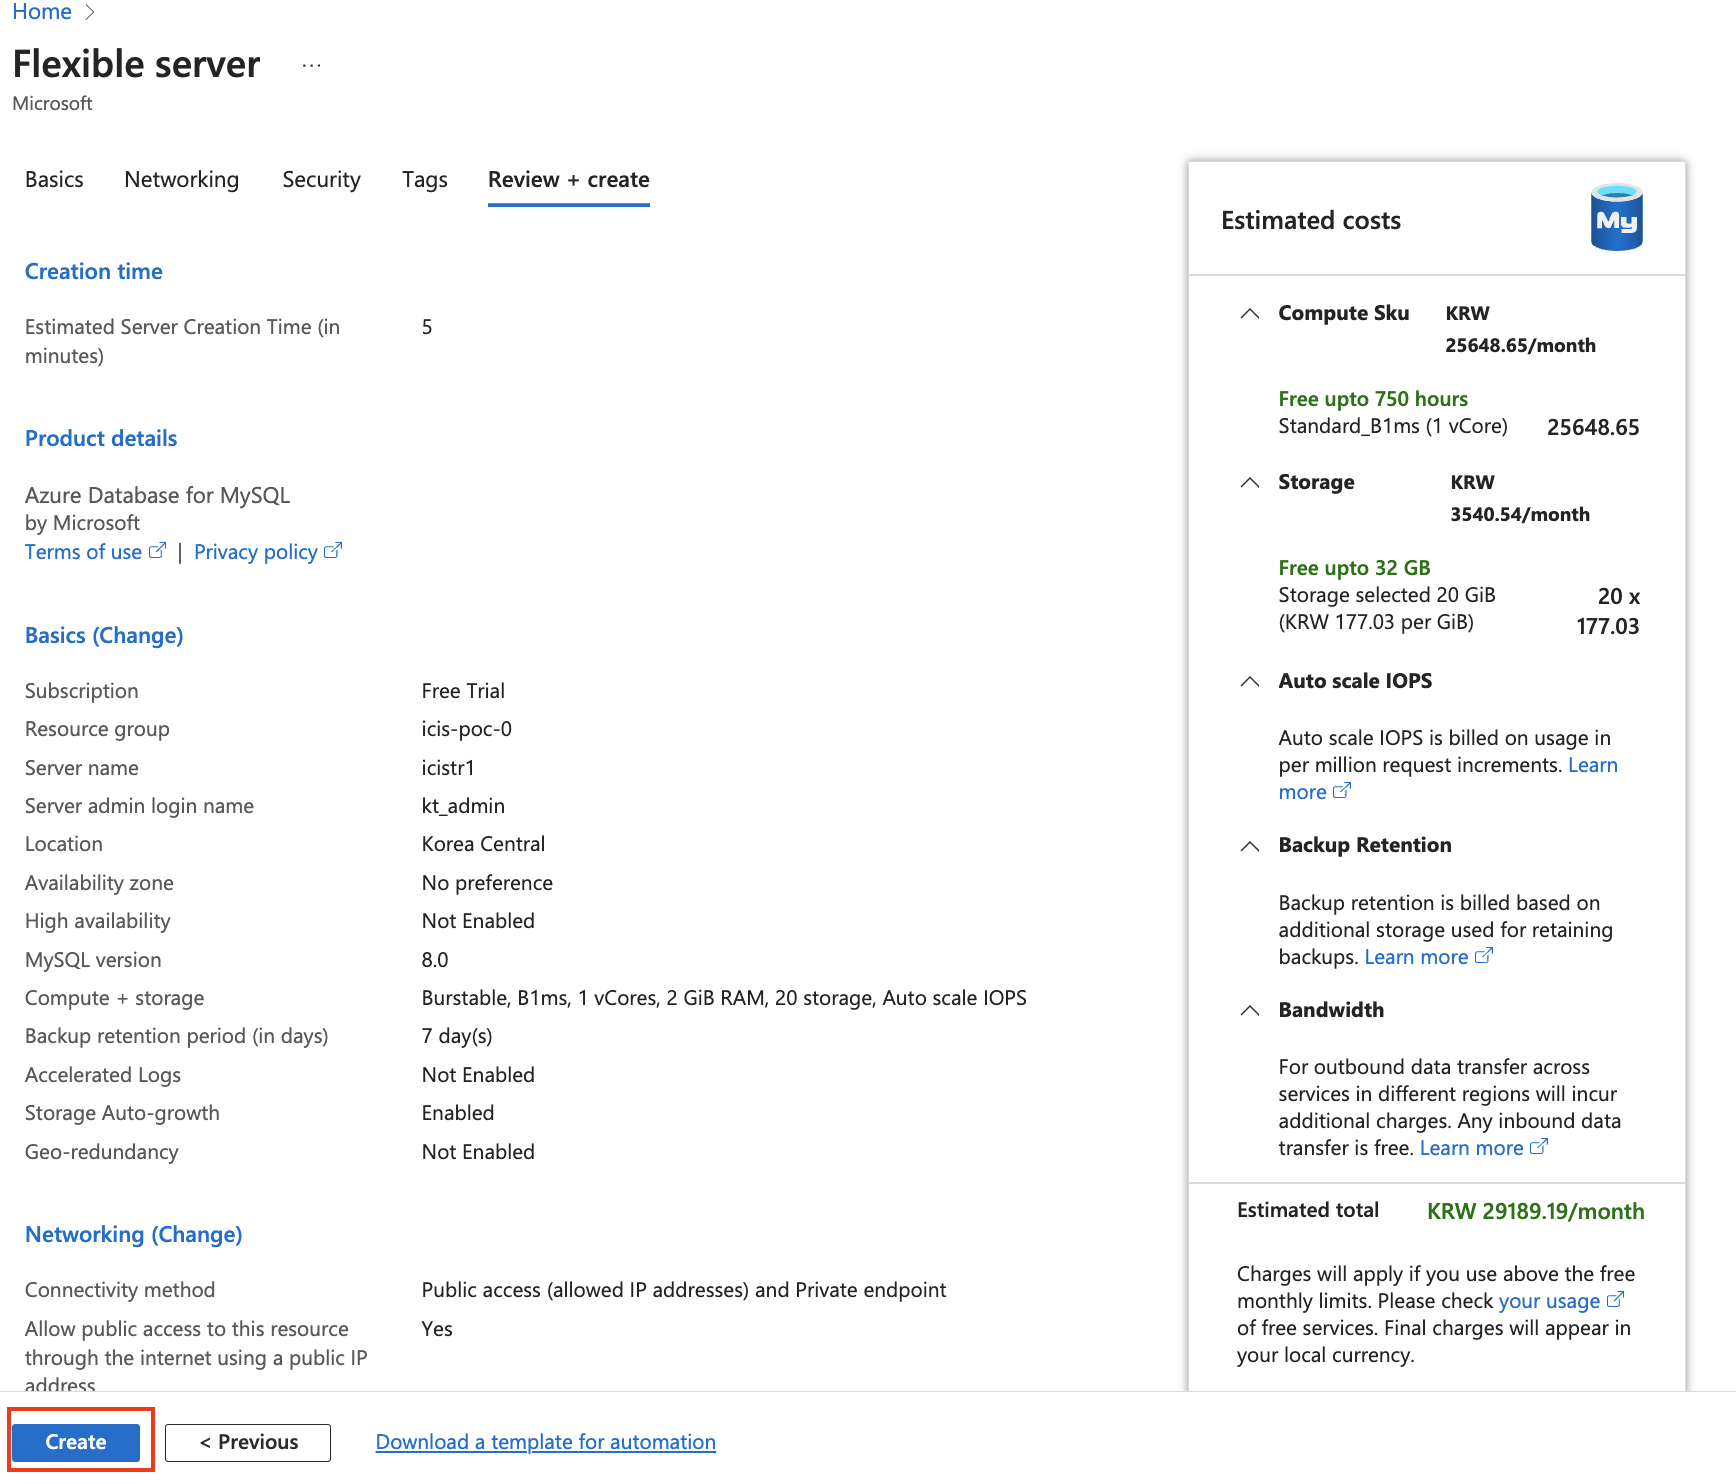 Home >
Flexible server ...
Microsoft
Basics Networking Security Tags Review + create
Creation time
Estimated Server Creation Time (in 5
minutes)
Product details
Azure Database for MySQL
by Microsoft
Terms of use | Privacy policy
Basics (Change)
Subscription Free Trial
Resource group icis-poc-0
Server name icistr1
Server admin login name kt_admin
Location Korea Central
Availability zone No preference
High availability Not Enabled
MySQL version 8.0
Compute + storage Burstable, B1ms, 1 vCores, 2 GiB RAM, 20 storage, Auto scale IOPS
Backup retention period (in days) 7 day(s)
Accelerated Logs Not Enabled
Storage Auto-growth Enabled
Geo-redundancy Not Enabled
Networking (Change)
Connectivity method Public access (allowed IP addresses) and Private endpoint
Allow public access to this resource Yes
through the internet using a public IP
address
Create < Previous Download a template for automation
Estimated costs My
Compute Sku KRW
25648.65/month
Free upto 750 hours
Standard_B1ms (1 vCore) 25648.65
Storage KRW
3540.54/month
Free upto 32 GB
Storage selected 20 GiB 20 x
(KRW 177.03 per GiB) 177.03
Auto scale IOPS
Auto scale IOPS is billed on usage in
per million request increments. Learn
more
Backup Retention
Backup retention is billed based on
additional storage used for retaining
backups. Learn more
Bandwidth
For outbound data transfer across
services in different regions will incur
additional charges. Any inbound data
transfer is free. Learn more
Estimated total KRW 29189.19/month
Charges will apply if you use above the free
monthly limits. Please check your usage
of free services. Final charges will appear in
your local currency.